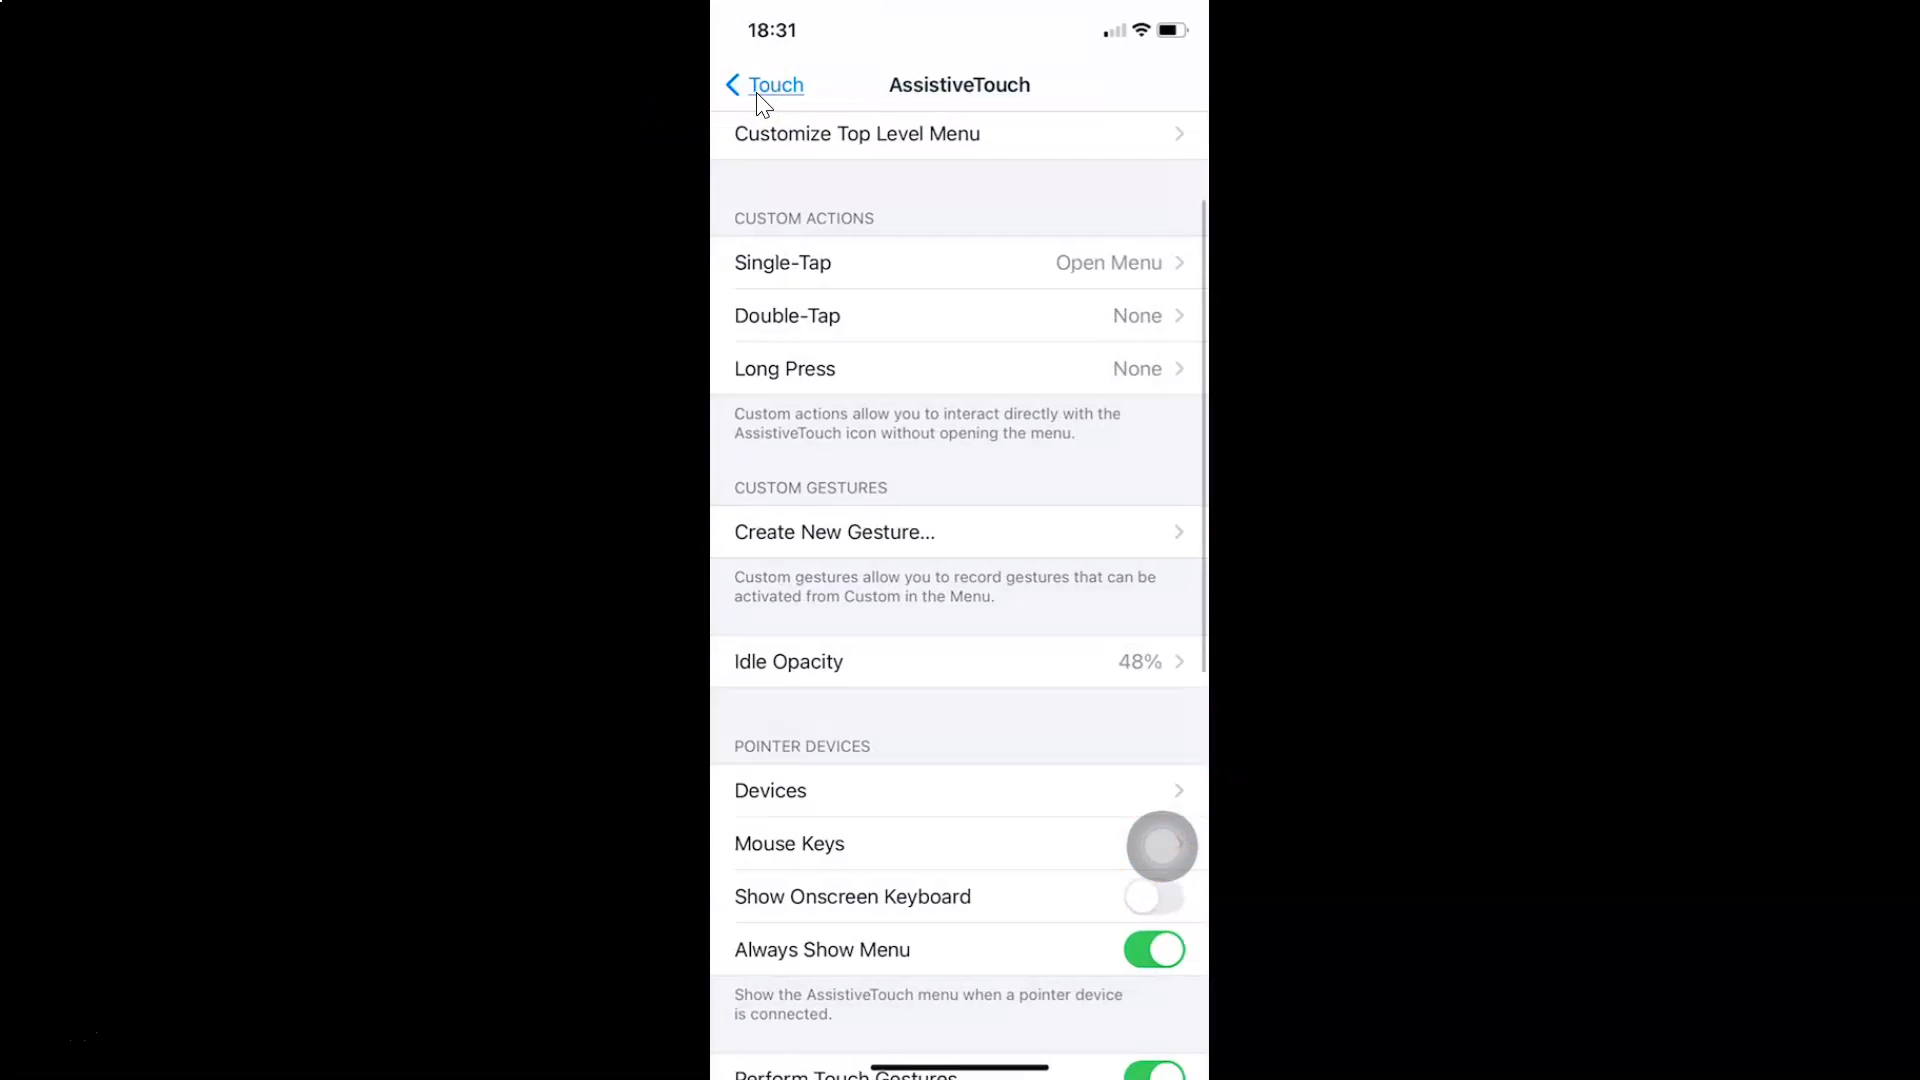 18:31
Touch
AssistiveTouch
Customize Top Level Menu
CUSTOM ACTIONS
Single-Tap Open Menu
Double-Tap None
Long Press None
Custom actions allow you to interact directly with the
AssistiveTouch icon without opening the menu.
CUSTOM GESTURES
Create New Gesture...
Custom gestures allow you to record gestures that can be
activated from Custom in the Menu.
Idle Opacity 48%
POINTER DEVICES
Devices
Mouse Keys
Show Onscreen Keyboard
Always Show Menu
Show the AssistiveTouch menu when a pointer device
is connected.
Perform Touch Gestures